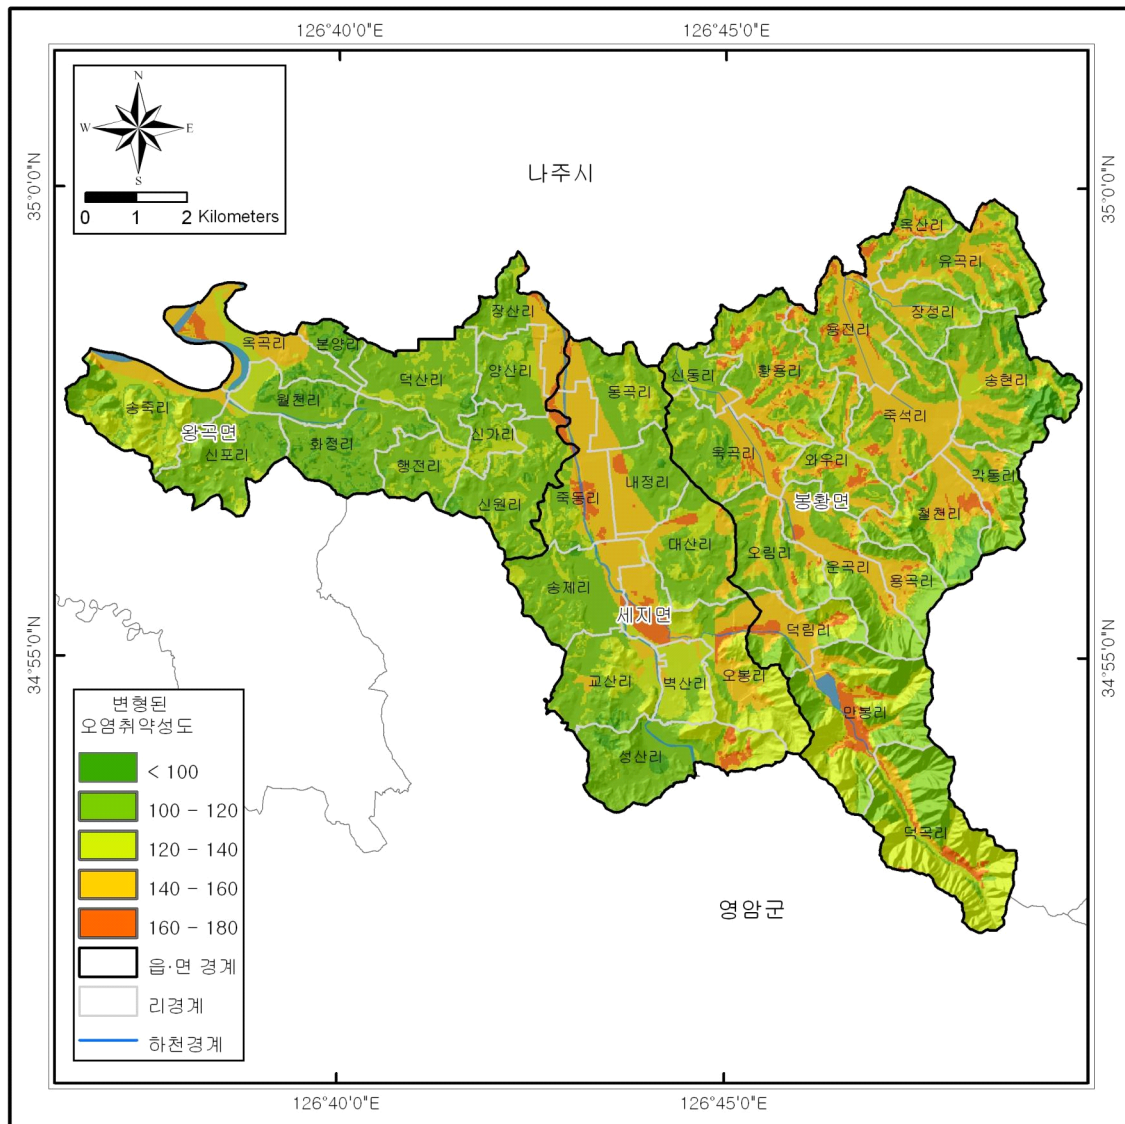 126°40'0"E
126°45'0"E
N
W
E
S
0 1 2 Kilometers
35°0'0"N
35°0'0"N
34°55'0"N
34°55'0"N
나주시
옥산리
유곡리
장성리
용전리
장산리
옥곡리
본양리
덕산리
양산리
동곡리
신동리
황용리
송현리
송죽리
월천리
죽석리
왕곡면
신포리
화정리
행전리
신가리
욱곡리
와우리
각동리
내정리
신원리
죽동리
봉황면
철천리
대산리
오림리
운곡리
용곡리
송제리
세지면
덕림리
교산리
벽산리
오봉리
만봉리
성산리
덕곡리
영암군
변형된
오염취약성도
< 100
100 - 120
120 - 140
140 - 160
160 - 180
읍·면 경계
리경계
하천경계
126°40'0"E
126°45'0"E